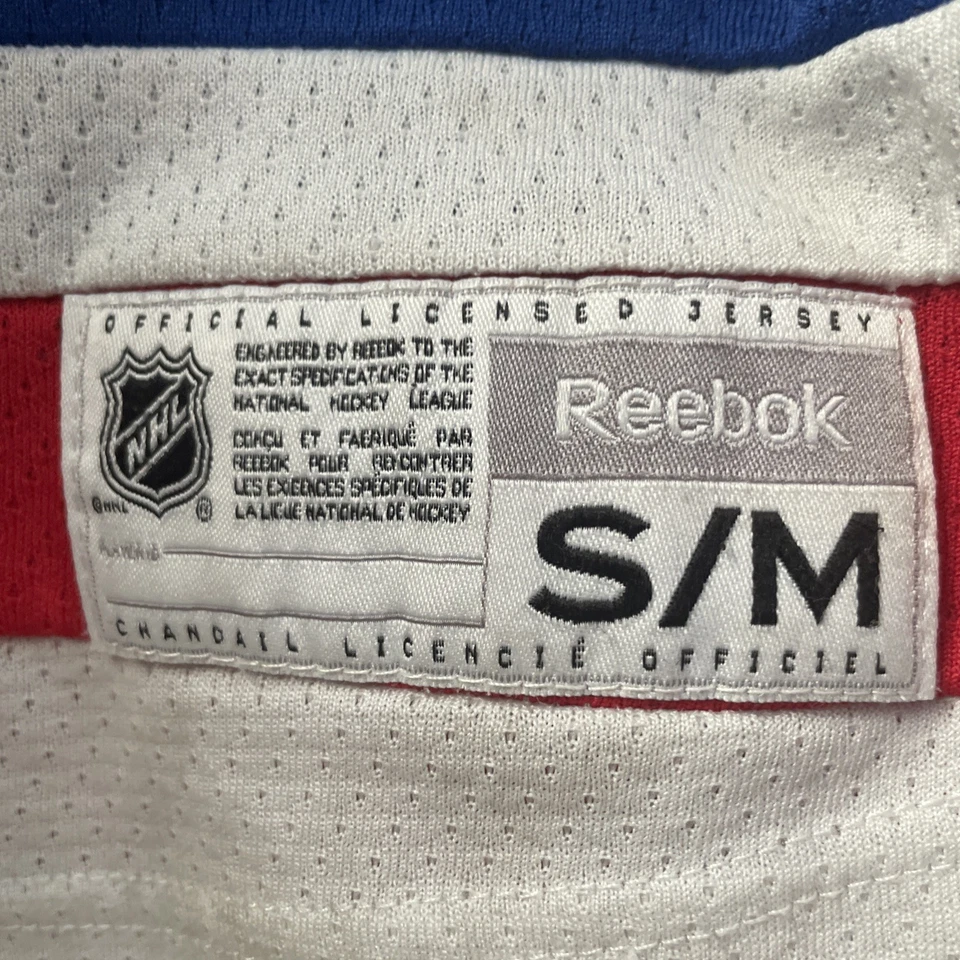 OFFICIAL LICENSED JERSEY
NHL
©NHL ®
ENGINEERED BY REEBOK TO THE
EXACT SPECIFICATIONS OF THE
NATIONAL HOCKEY LEAGUE
CONÇU ET FABRIQUÉ PAR
REEBOK POUR RENCONTRER
LES EXIGENCES SPÉCIFIQUES DE
LA LIGUE NATIONAL DE HOCKEY
Reebok
S/M
CHANDAIL LICENCIÉ OFFICIEL